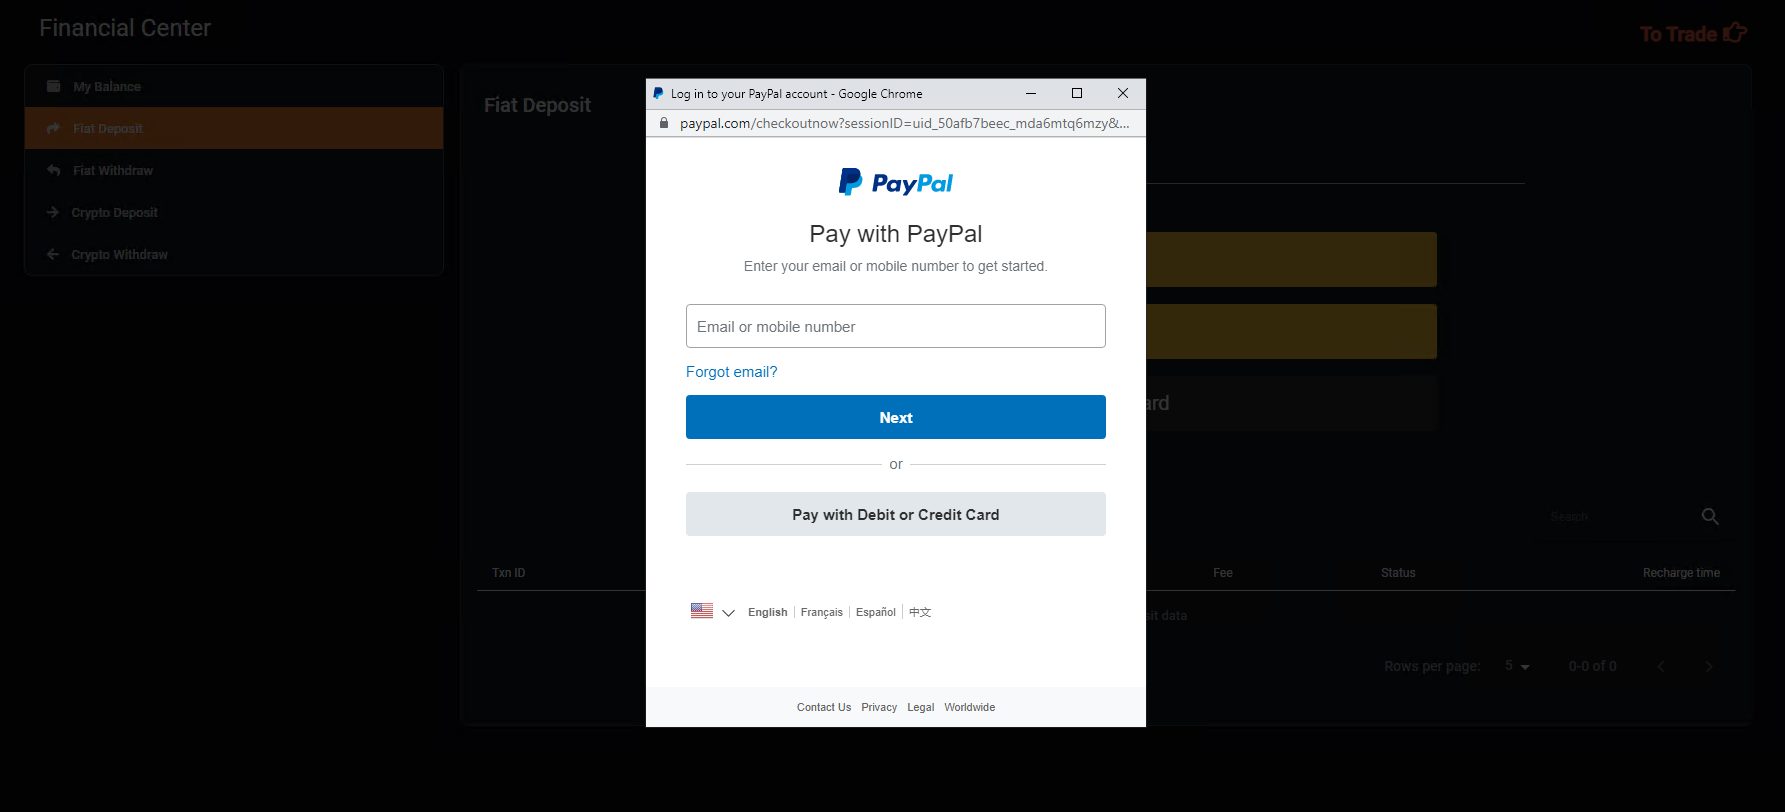 Financial Center
To Trade
My Balance
Fiat Deposit
Fiat Withdraw
Crypto Deposit
Crypto Withdraw
Fiat Deposit
Log in to your PayPal account - Google Chrome
paypal.com/checkoutnow?sessionID=uid_50afb7beec_mda6mtq6mzy&...
PayPal
Pay with PayPal
Enter your email or mobile number to get started.
Email or mobile number
Forgot email?
Next
or
Pay with Debit or Credit Card
English
Français
Español
中文
Contact Us Privacy Legal Worldwide
ard
Search
Txn ID
Fee
Status
Recharge time
it data
Rows per page: 5 0-0 of 0